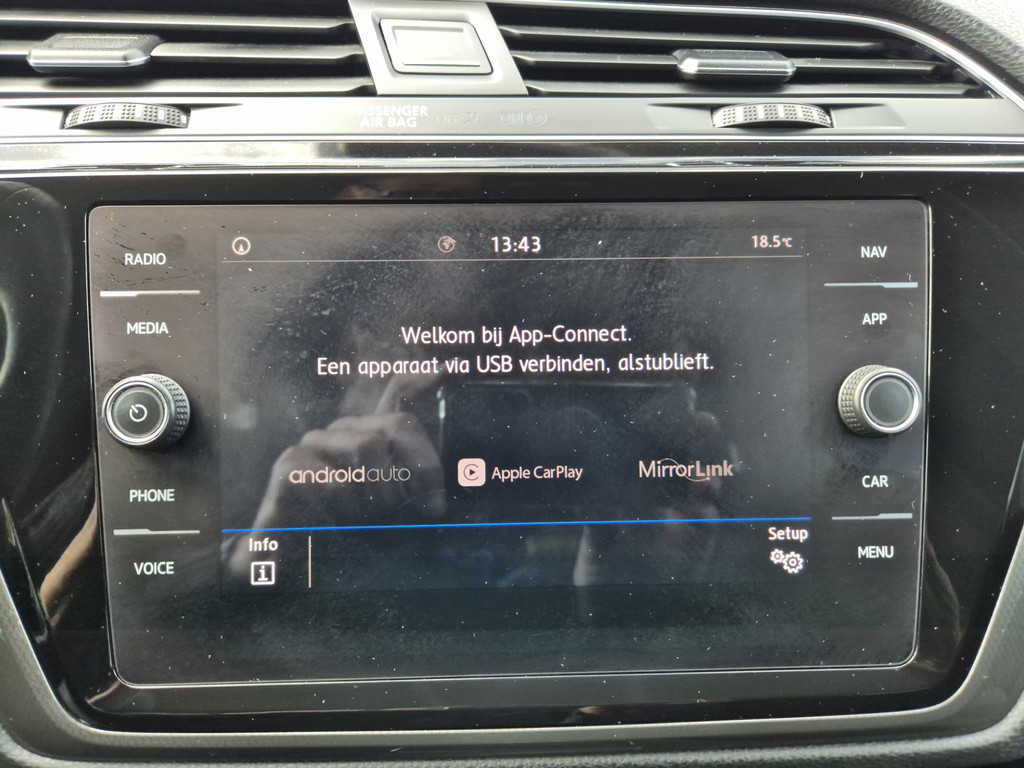 PASSENGER
AIR BAG
RADIO
MEDIA
PHONE
VOICE
13:43
18.5°C
Welkom bij App-Connect.
Een apparaat via USB verbinden, alstublieft.
androidauto
Apple CarPlay
MirrorLink
Info
Setup
NAV
APP
CAR
MENU